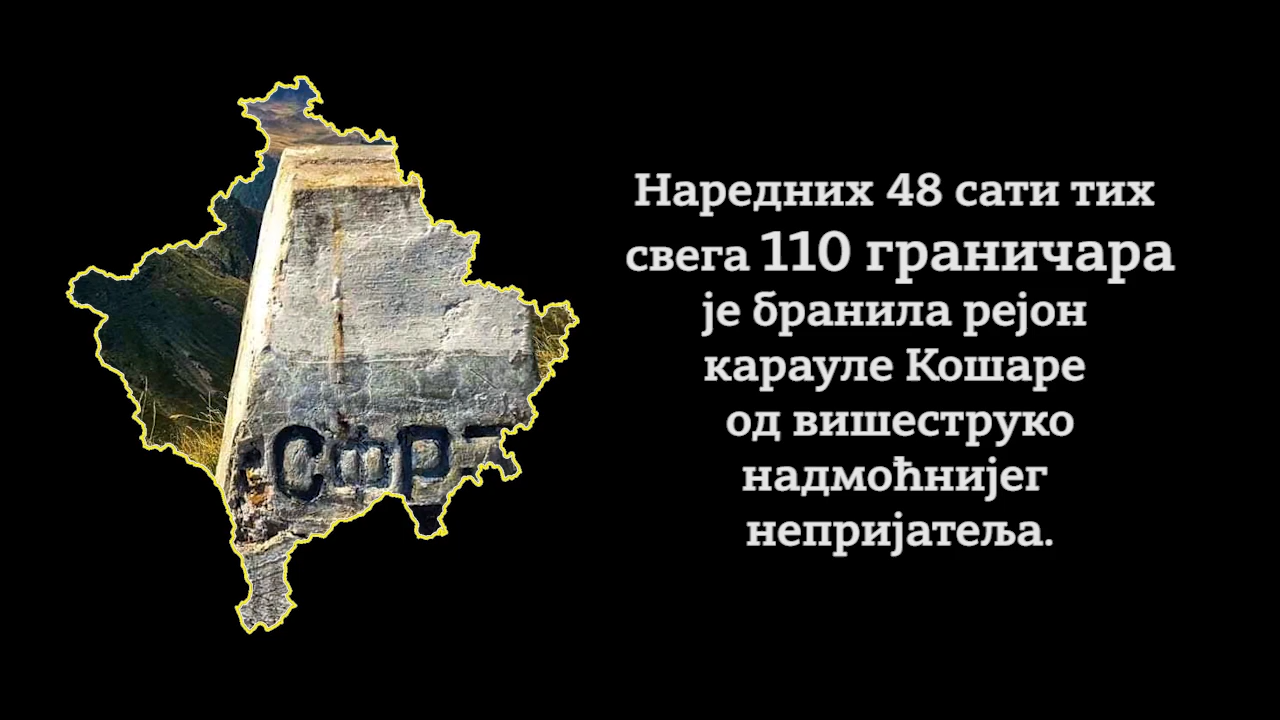 СФР
Наредних 48 сати тих
свега 110 граничара
је бранила рејон
карауле Кошаре
од вишеструко
надмоћнијег
непријатеља.